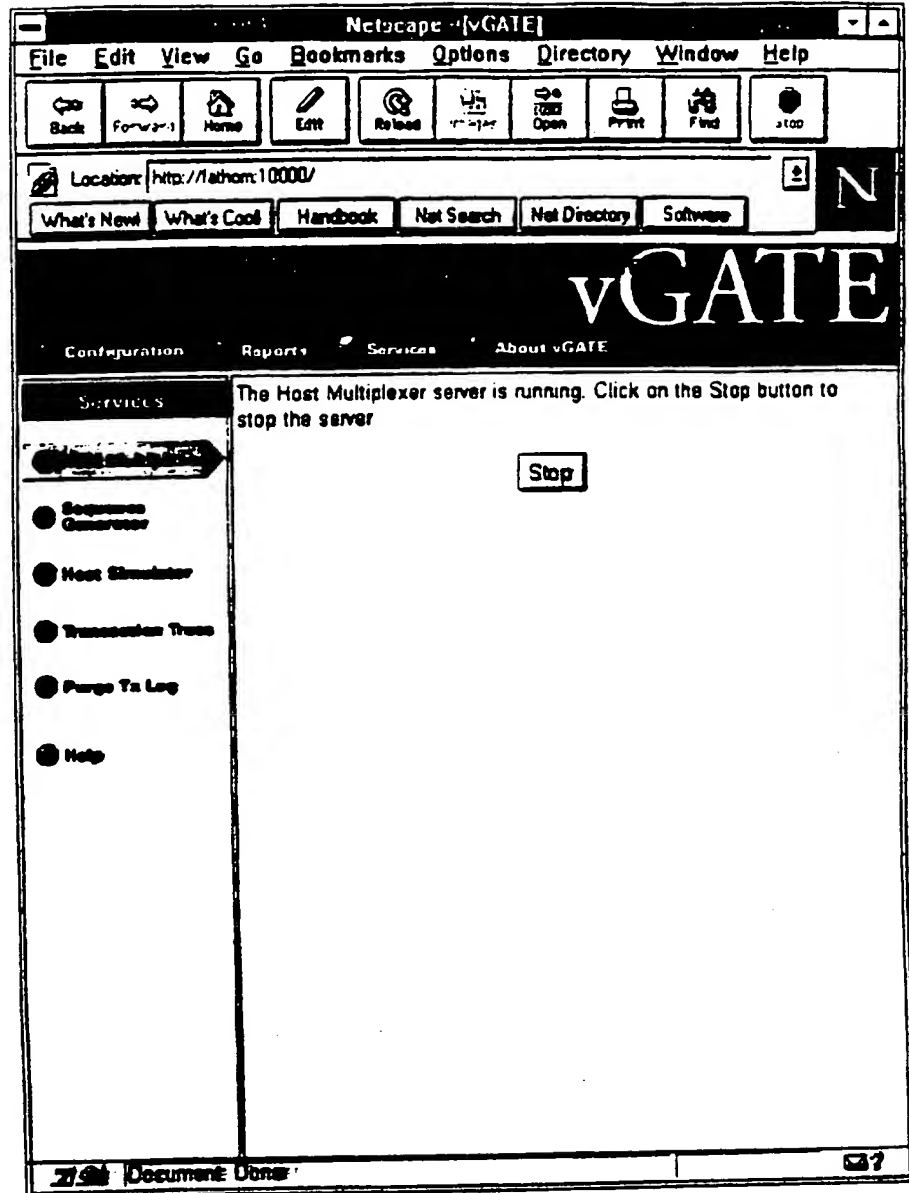 Netscape - [vGATE]
File Edit View Go Bookmarks Options Directory Window Help
Back Forward Home Edit Reload Images Open Print Find Stop
Location: http://fathom:10000/
What's New! What's Cool! Handbook Net Search Net Directory Software
N
vGATE
Configuration Reports Services About vGATE
Services
The Host Multiplexer server is running. Click on the Stop button to
stop the server
Stop
Sequence
Generator
Host Simulator
Transaction Trace
Purge Tx Log
Help
Document: Done